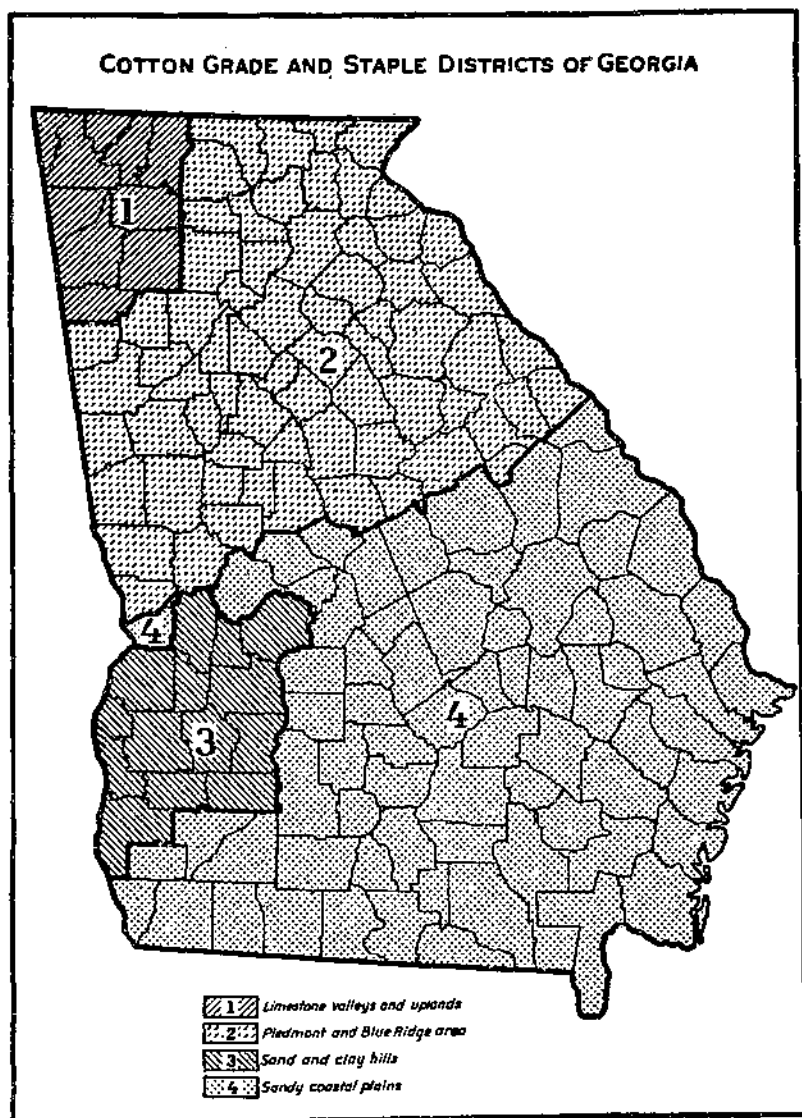 COTTON GRADE AND STAPLE DISTRICTS OF GEORGIA
1
2
4
4
3
1 Limestone valleys and uplands
2 Piedmont and Blue Ridge area
3 Sand and clay hills
4 Sandy coastal plains